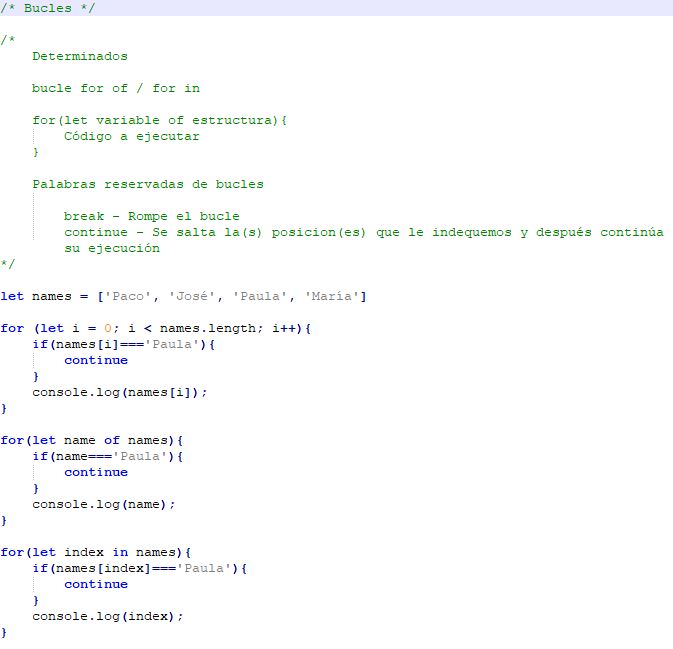 /* Bucles */
/*
Determinados
bucle for of / for in
for(let variable of estructura){
Código a ejecutar
}
Palabras reservadas de bucles
break - Rompe el bucle
continue - Se salta la(s) posicion(es) que le indequemos y después continúa
su ejecución
*/
let names = ['Paco', 'José', 'Paula', 'María']
for (let i = 0; i < names.length; i++){
if(names[i]==='Paula'){
continue
}
console.log(names[i]);
}
for(let name of names){
if(name==='Paula'){
continue
}
console.log(name);
}
for(let index in names){
if(names[index]==='Paula'){
continue
}
console.log(index);
}